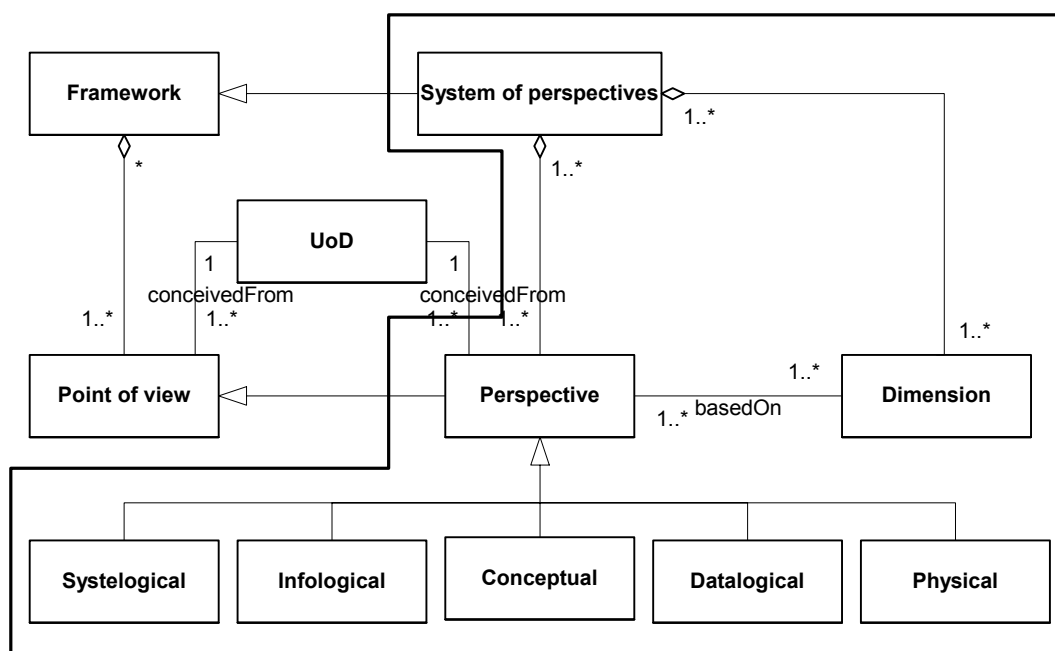 Framework
System of perspectives
1..*
*
1..*
UoD
1
1
conceivedFrom
conceivedFrom
1..*
1..*
1..*
1..*
1..*
Point of view
Perspective
1..*
1..*
basedOn
Dimension
Systelogical
Infological
Conceptual
Datalogical
Physical